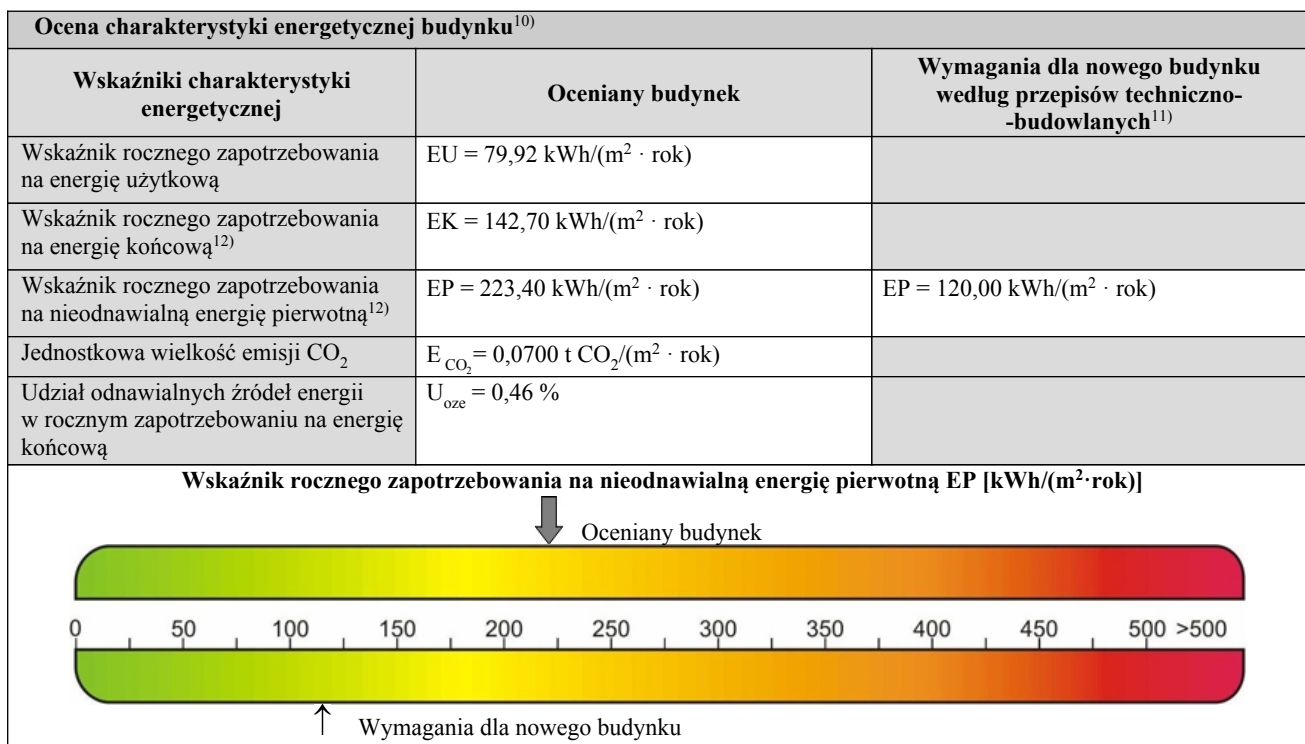 Ocena charakterystyki energetycznej budynku¹⁰⁾
Wskaźniki charakterystyki
energetycznej
Oceniany budynek
Wymagania dla nowego budynku
według przepisów techniczno-
-budowlanych¹¹⁾
Wskaźnik rocznego zapotrzebowania
na energię użytkową
EU = 79,92 kWh/(m² · rok)
Wskaźnik rocznego zapotrzebowania
na energię końcową¹²⁾
EK = 142,70 kWh/(m² · rok)
Wskaźnik rocznego zapotrzebowania
na nieodnawialną energię pierwotną¹²⁾
EP = 223,40 kWh/(m² · rok)
EP = 120,00 kWh/(m² · rok)
Jednostkowa wielkość emisji CO₂
E CO₂ = 0,0700 t CO₂/(m² · rok)
Udział odnawialnych źródeł energii
w rocznym zapotrzebowaniu na energię
końcową
Uoze = 0,46 %
Wskaźnik rocznego zapotrzebowania na nieodnawialną energię pierwotną EP [kWh/(m²·rok)]
Oceniany budynek
0 50 100 150 200 250 300 350 400 450 500 >500
Wymagania dla nowego budynku